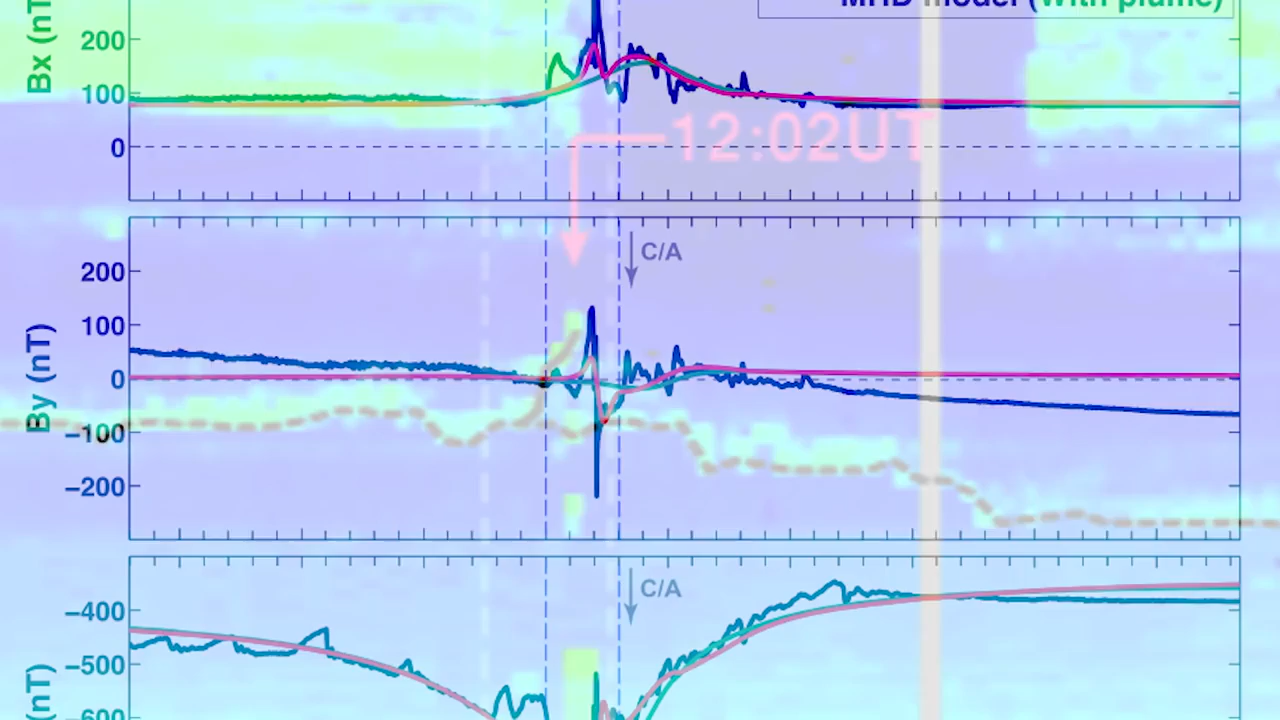 MHD model (With plume)
Bx (nT)
200
100
0
12:02UT
C/A
By (nT)
200
100
0
−100
−200
C/A
−400
−500
−600
(nT)